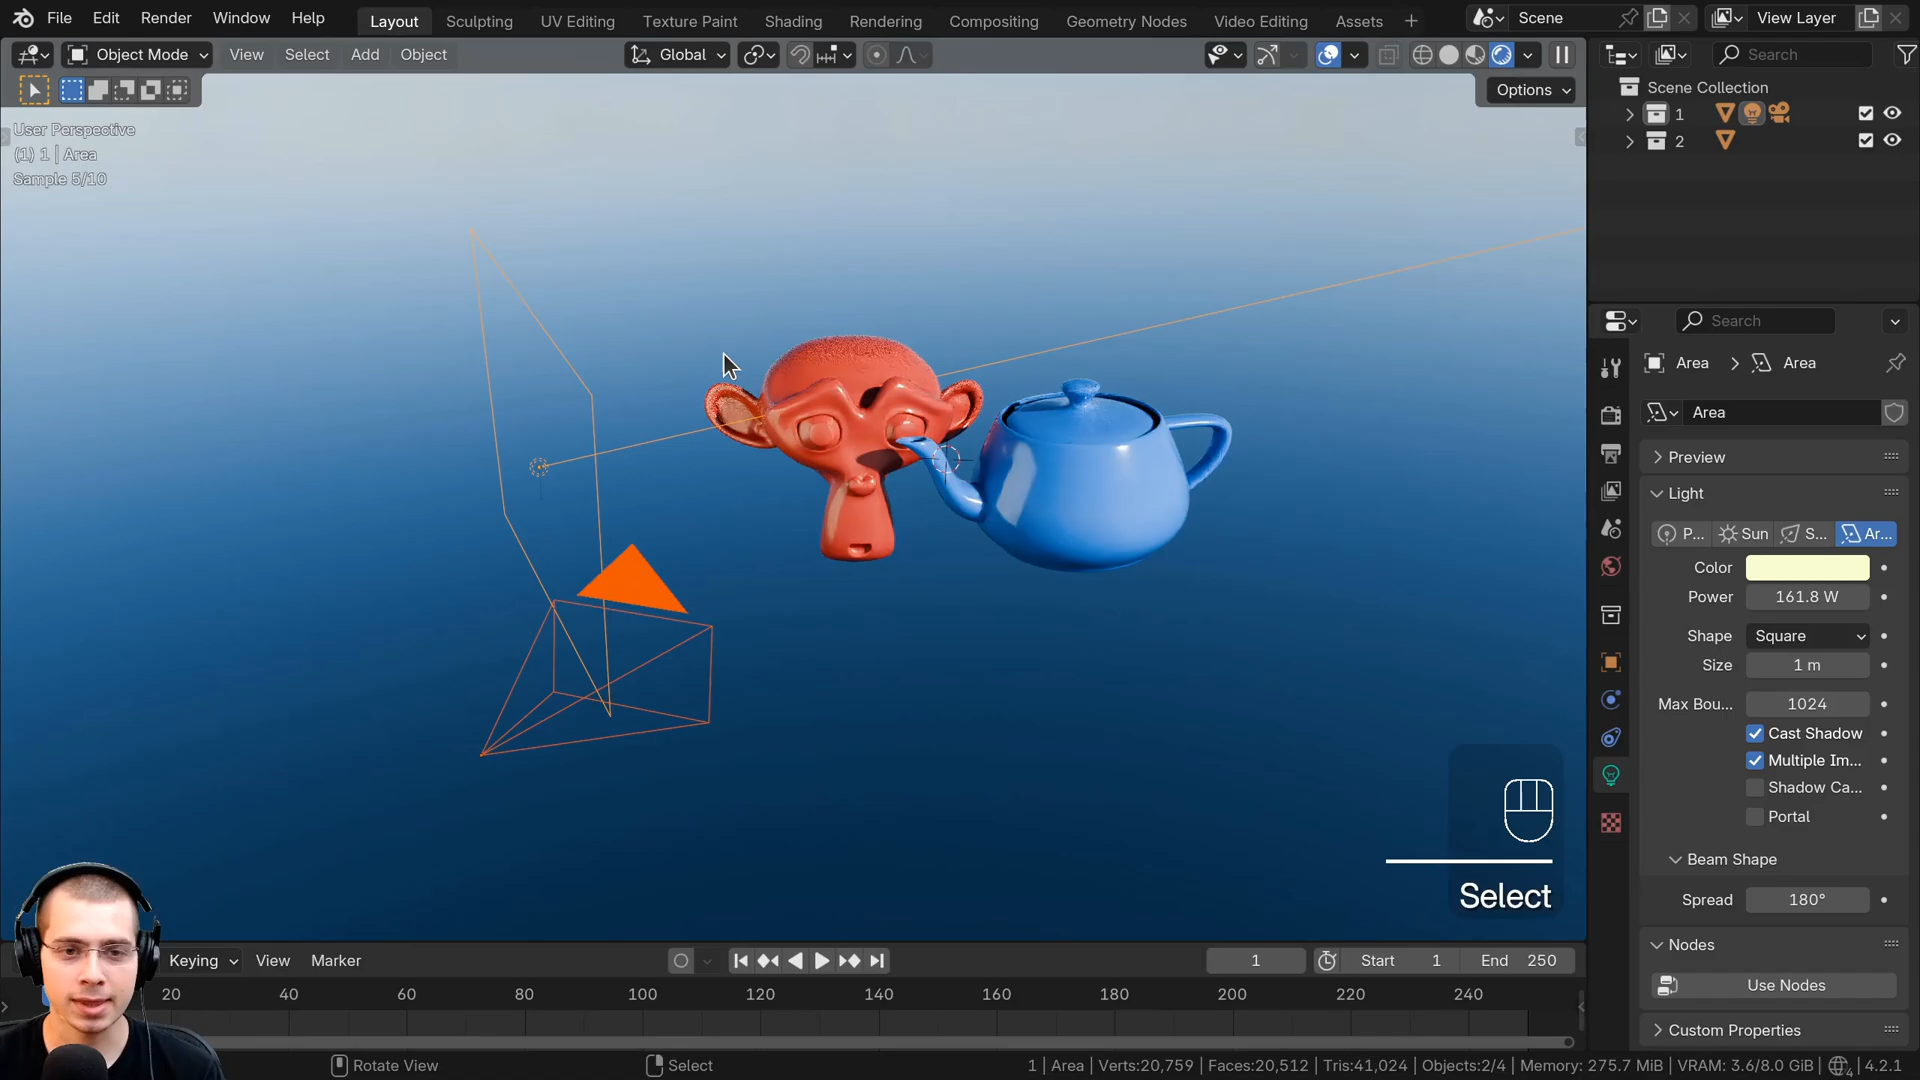 File Edit Render Window Help Layout Sculpting UV Editing Texture Paint Shading Rendering Compositing Geometry Nodes Video Editing Assets + Scene View Layer
Object Mode View Select Add Object Global Search
Options
User Perspective
(1) 1 | Area
Sample 5/10
Scene Collection
1
2
Search
Area > Area
Area
Preview
Light
P... Sun S... Ar...
Color
Power 161.8 W
Shape Square
Size 1 m
Max Bou... 1024
Cast Shadow
Multiple Im...
Shadow Ca...
Portal
Beam Shape
Spread 180°
Nodes
Use Nodes
Custom Properties
Select
Keying View Marker 1 Start 1 End 250
20 40 60 80 100 120 140 160 180 200 220 240
Rotate View Select 1 | Area | Verts:20,759 | Faces:20,512 | Tris:41,024 | Objects:2/4 | Memory: 275.7 MiB | VRAM: 3.6/8.0 GiB | 4.2.1